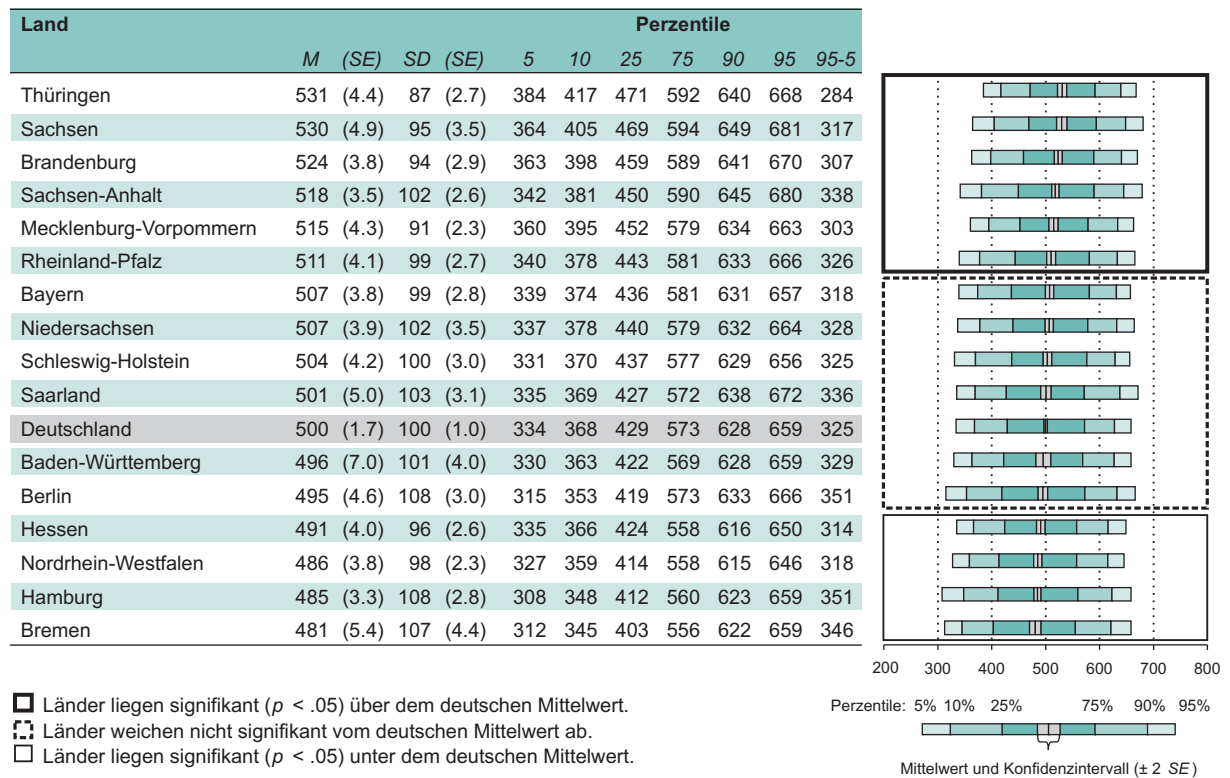 Land Perzentile
M (SE) SD (SE) 5 10 25 75 90 95 95-5
Thüringen 531 (4.4) 87 (2.7) 384 417 471 592 640 668 284
Sachsen 530 (4.9) 95 (3.5) 364 405 469 594 649 681 317
Brandenburg 524 (3.8) 94 (2.9) 363 398 459 589 641 670 307
Sachsen-Anhalt 518 (3.5) 102 (2.6) 342 381 450 590 645 680 338
Mecklenburg-Vorpommern 515 (4.3) 91 (2.3) 360 395 452 579 634 663 303
Rheinland-Pfalz 511 (4.1) 99 (2.7) 340 378 443 581 633 666 326
Bayern 507 (3.8) 99 (2.8) 339 374 436 581 631 657 318
Niedersachsen 507 (3.9) 102 (3.5) 337 378 440 579 632 664 328
Schleswig-Holstein 504 (4.2) 100 (3.0) 331 370 437 577 629 656 325
Saarland 501 (5.0) 103 (3.1) 335 369 427 572 638 672 336
Deutschland 500 (1.7) 100 (1.0) 334 368 429 573 628 659 325
Baden-Württemberg 496 (7.0) 101 (4.0) 330 363 422 569 628 659 329
Berlin 495 (4.6) 108 (3.0) 315 353 419 573 633 666 351
Hessen 491 (4.0) 96 (2.6) 335 366 424 558 616 650 314
Nordrhein-Westfalen 486 (3.8) 98 (2.3) 327 359 414 558 615 646 318
Hamburg 485 (3.3) 108 (2.8) 308 348 412 560 623 659 351
Bremen 481 (5.4) 107 (4.4) 312 345 403 556 622 659 346
200 300 400 500 600 700 800
Länder liegen signifikant (p < .05) über dem deutschen Mittelwert.
Länder weichen nicht signifikant vom deutschen Mittelwert ab.
Länder liegen signifikant (p < .05) unter dem deutschen Mittelwert.
Perzentile: 5% 10% 25% 75% 90% 95%
Mittelwert und Konfidenzintervall (± 2 SE)